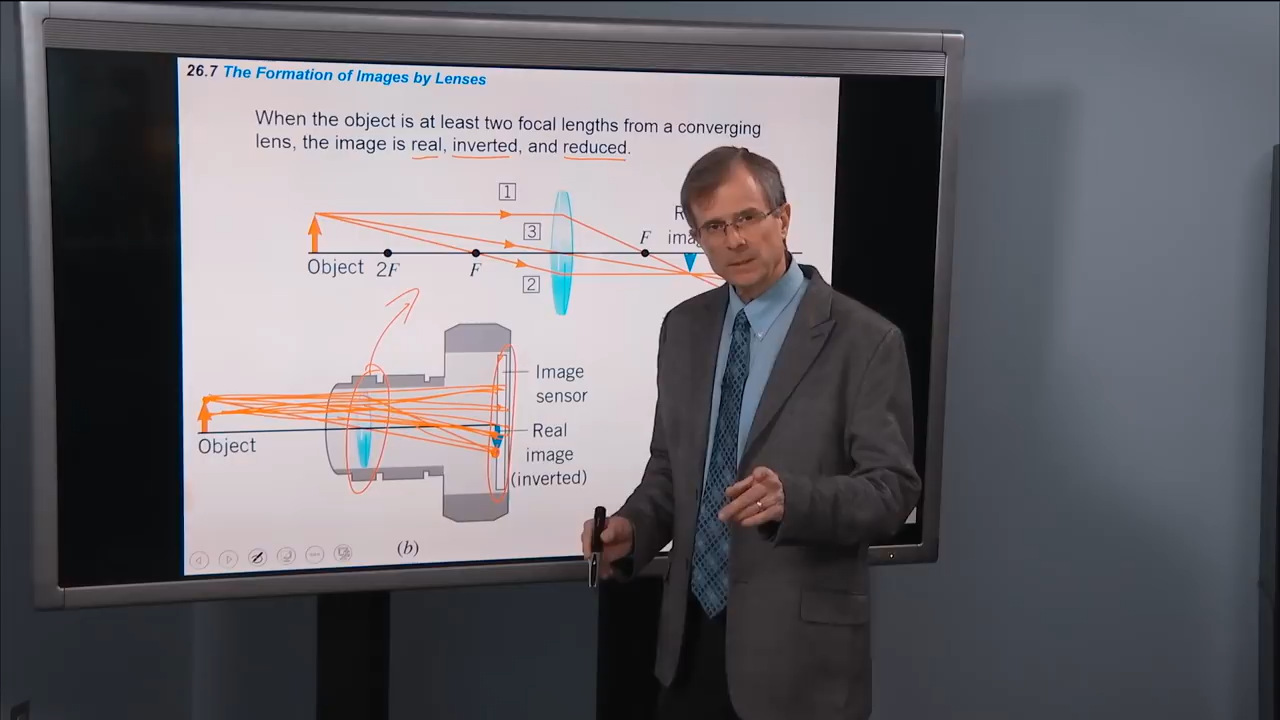 26.7 The Formation of Images by Lenses
When the object is at least two focal lengths from a converging
lens, the image is real, inverted, and reduced.
1
3
F
Object 2F
F
2
Image
sensor
Real
image
(inverted)
Object
(b)